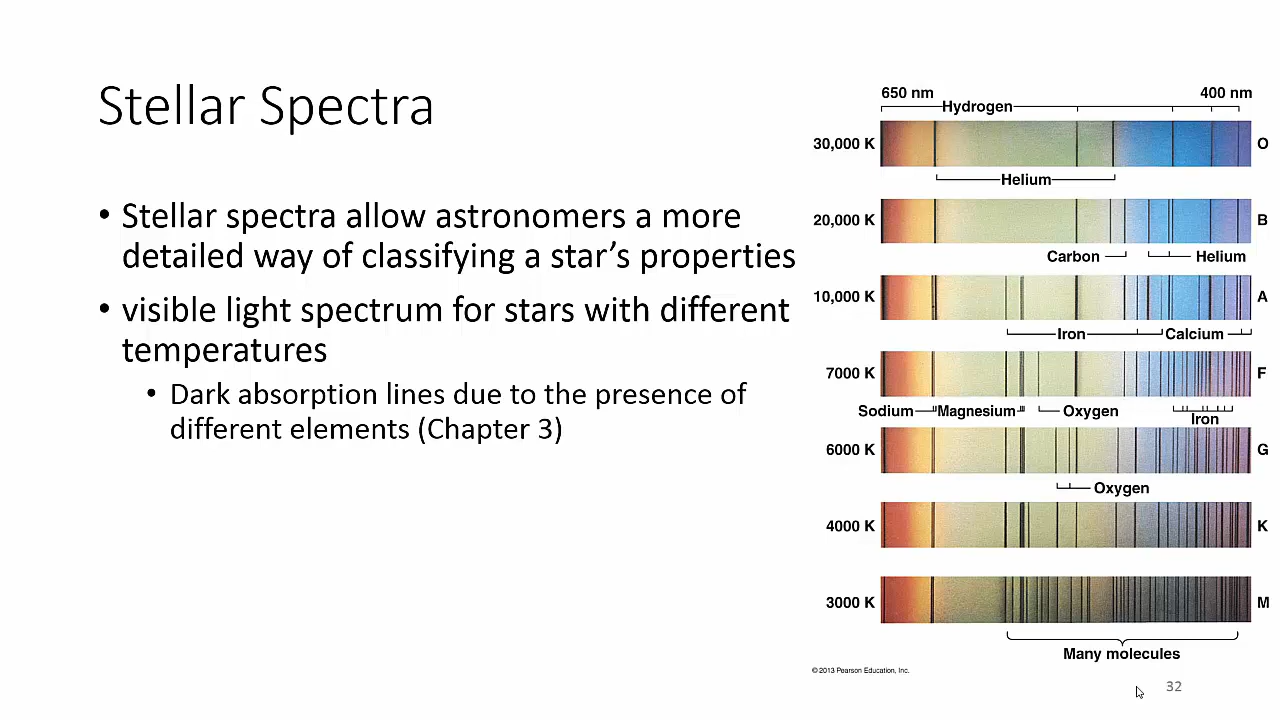 Stellar Spectra
• Stellar spectra allow astronomers a more
detailed way of classifying a star’s properties
• visible light spectrum for stars with different
temperatures
• Dark absorption lines due to the presence of
different elements (Chapter 3)
650 nm 400 nm
Hydrogen
30,000 K O
Helium
20,000 K B
Carbon Helium
10,000 K A
Iron Calcium
7000 K F
Sodium Magnesium Oxygen
Iron
6000 K G
Oxygen
4000 K K
3000 K M
Many molecules
© 2013 Pearson Education, Inc.
32